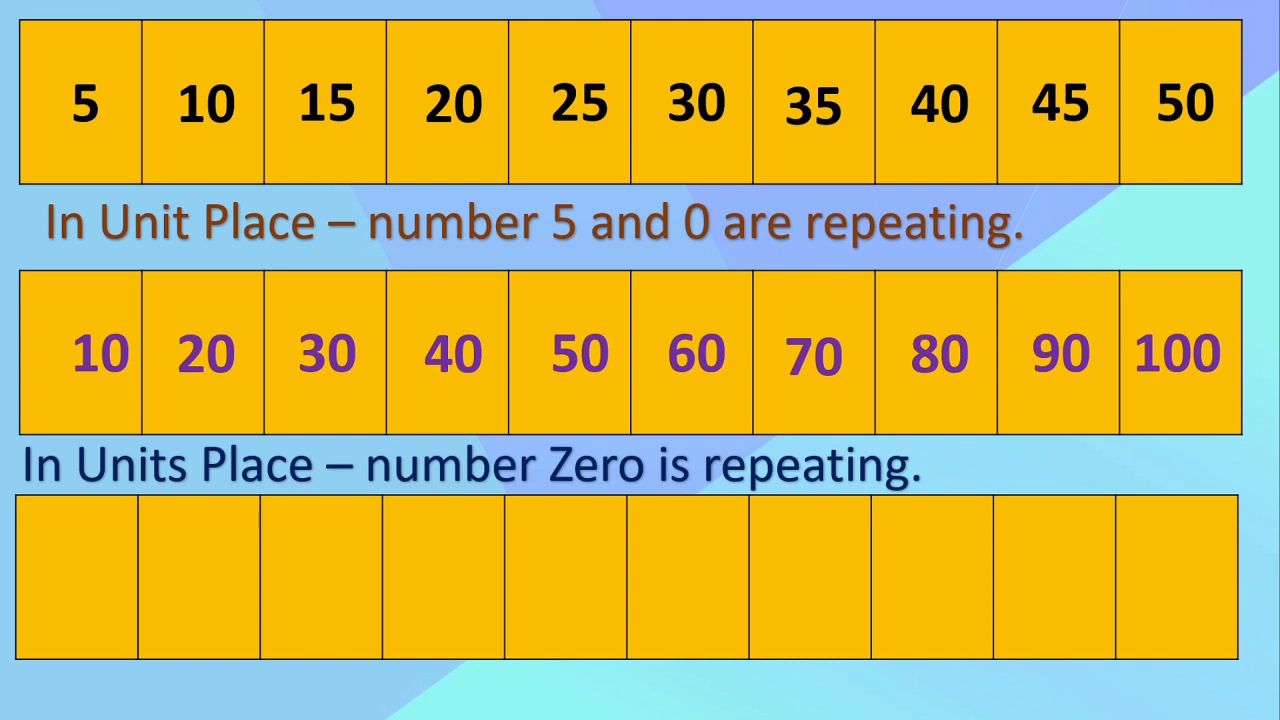 5 10 15 20 25 30 35 40 45 50
In Unit Place – number 5 and 0 are repeating.
10 20 30 40 50 60 70 80 90 100
In Units Place – number Zero is repeating.